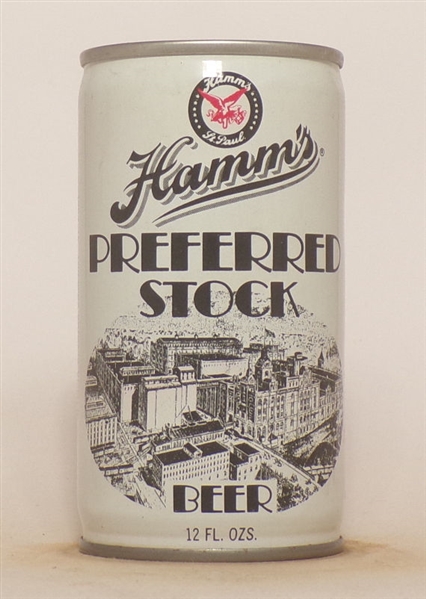 Hamm's
St. Paul
Hamm's®
PREFERRED
STOCK
BEER
12 FL. OZS.